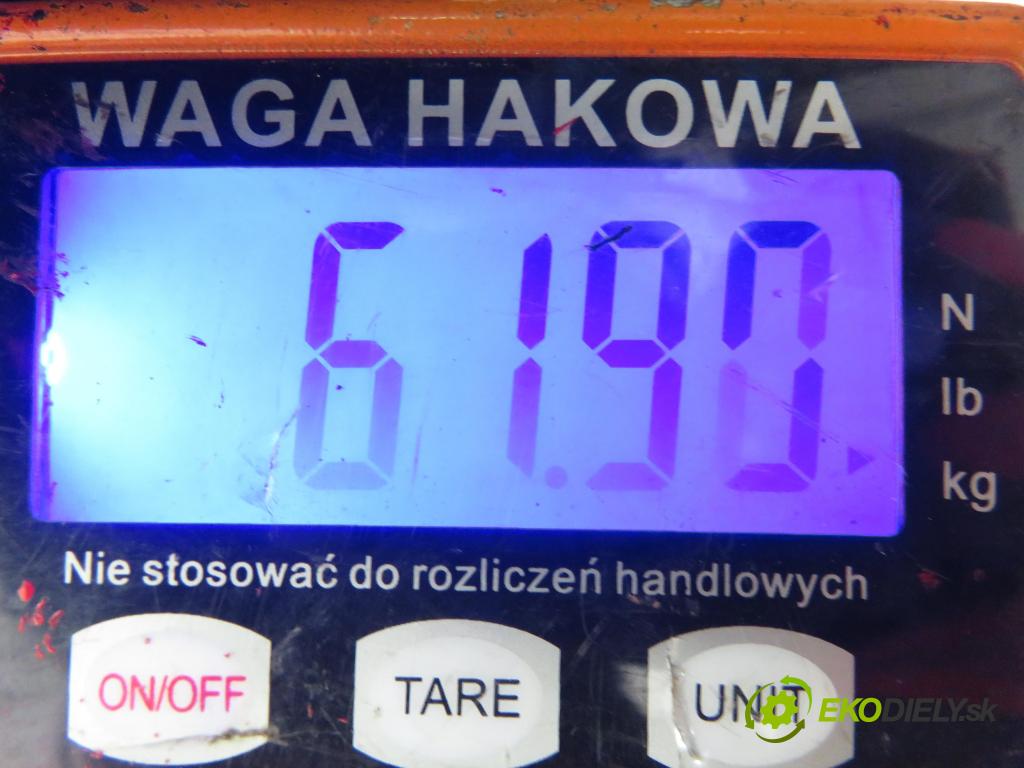 WAGA HAKOWA
61.90
N
lb
kg
Nie stosować do rozliczeń handlowych
ON/OFF TARE UNIT
EKODIELY.sk